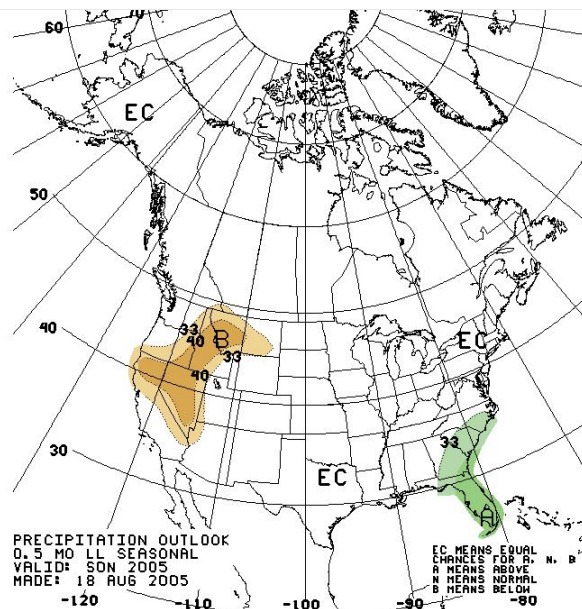 70
60
EC
50
40
33
40
B
33
EC
40
33
30
EC
A
PRECIPITATION OUTLOOK
0.5 MO LL SEASONAL
VALID: SON 2005
MADE: 18 AUG 2005
EC MEANS EQUAL
CHANCES FOR A, N, B
A MEANS ABOVE
N MEANS NORMAL
B MEANS BELOW
-120
-110
-100
-90
-80